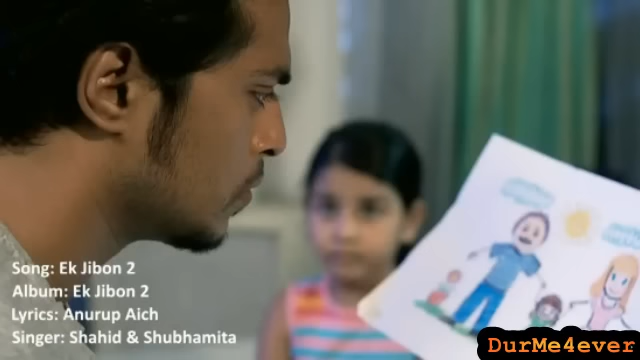 Song: Ek Jibon 2
Album: Ek Jibon 2
Lyrics: Anurup Aich
Singer: Shahid & Shubhamita
DurMe4ever